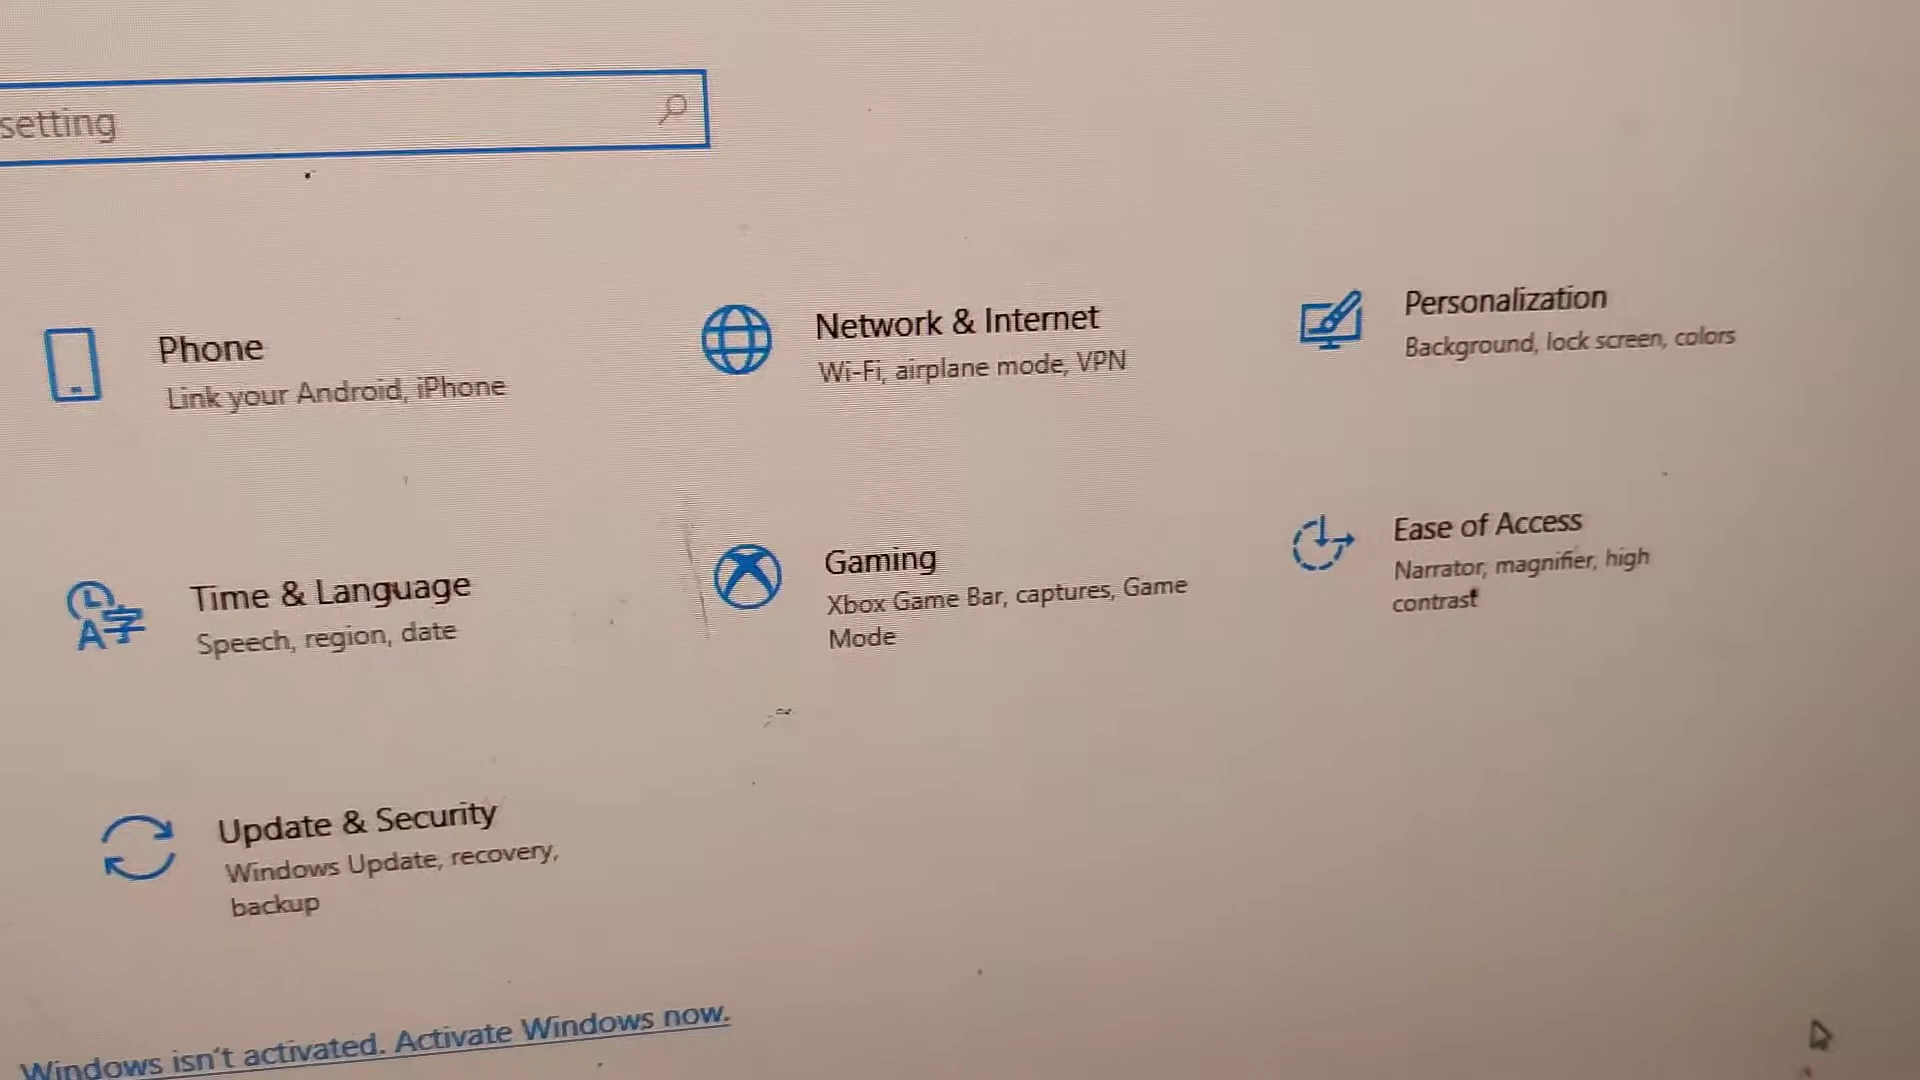 setting
Phone
Link your Android, iPhone
Network & Internet
Wi-Fi, airplane mode, VPN
Personalization
Background, lock screen, colors
Time & Language
Speech, region, date
Gaming
Xbox Game Bar, captures, Game
Mode
Ease of Access
Narrator, magnifier, high
contrast
Update & Security
Windows Update, recovery,
backup
Windows isn't activated. Activate Windows now.